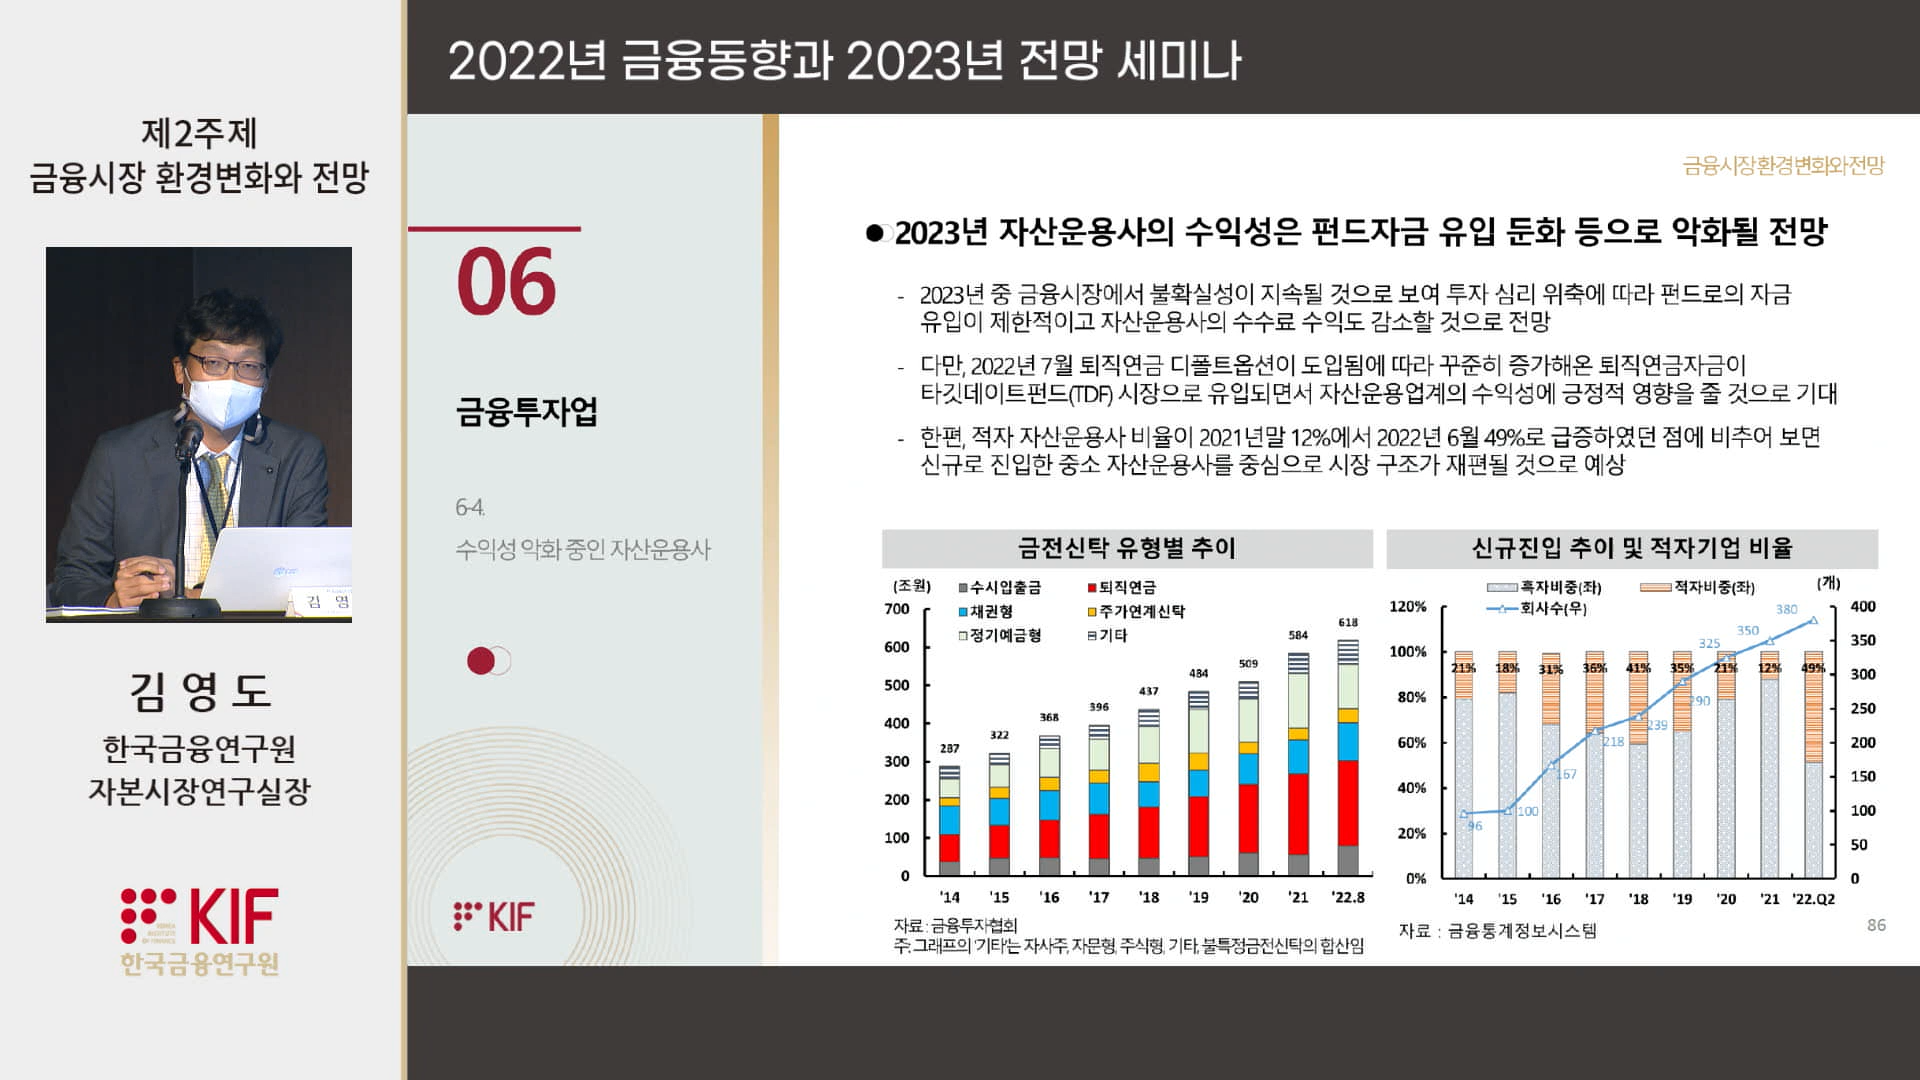 2022년 금융동향과 2023년 전망 세미나
제2주제
금융시장 환경변화와 전망
김 영
김 영 도
한국금융연구원
자본시장연구실장
KIF
한국금융연구원
06
금융투자업
6-4.
수익성 악화 중인 자산운용사
KIF
금융시장환경변화와전망
2023년 자산운용사의 수익성은 펀드자금 유입 둔화 등으로 악화될 전망
- 2023년 중 금융시장에서 불확실성이 지속될 것으로 보여 투자 심리 위축에 따라 펀드로의 자금
유입이 제한적이고 자산운용사의 수수료 수익도 감소할 것으로 전망
- 다만, 2022년 7월 퇴직연금 디폴트옵션이 도입됨에 따라 꾸준히 증가해온 퇴직연금자금이
타깃데이트펀드(TDF) 시장으로 유입되면서 자산운용업계의 수익성에 긍정적 영향을 줄 것으로 기대
- 한편, 적자 자산운용사 비율이 2021년말 12%에서 2022년 6월 49%로 급증하였던 점에 비추어 보면
신규로 진입한 중소 자산운용사를 중심으로 시장 구조가 재편될 것으로 예상
금전신탁 유형별 추이
(조원)
수시입출금 퇴직연금
채권형 주가연계신탁
정기예금형 기타
700
600
500
400
300
200
100
0
287 322 368 396 437 484 509 584 618
'14 '15 '16 '17 '18 '19 '20 '21 '22.8
자료 : 금융투자협회
주: 그래프의 '기타'는 자사주, 자문형, 주식형, 기타, 불특정금전신탁의 합산임
신규진입 추이 및 적자기업 비율
흑자비중(좌) 적자비중(좌) (개)
회사수(우)
120%
100%
80%
60%
40%
20%
0%
21% 18% 31% 36% 41% 35% 21% 12% 49%
96 100 167 218 239 290 325 350 380
400
350
300
250
200
150
100
50
0
'14 '15 '16 '17 '18 '19 '20 '21 '22.Q2
자료 : 금융통계정보시스템
86